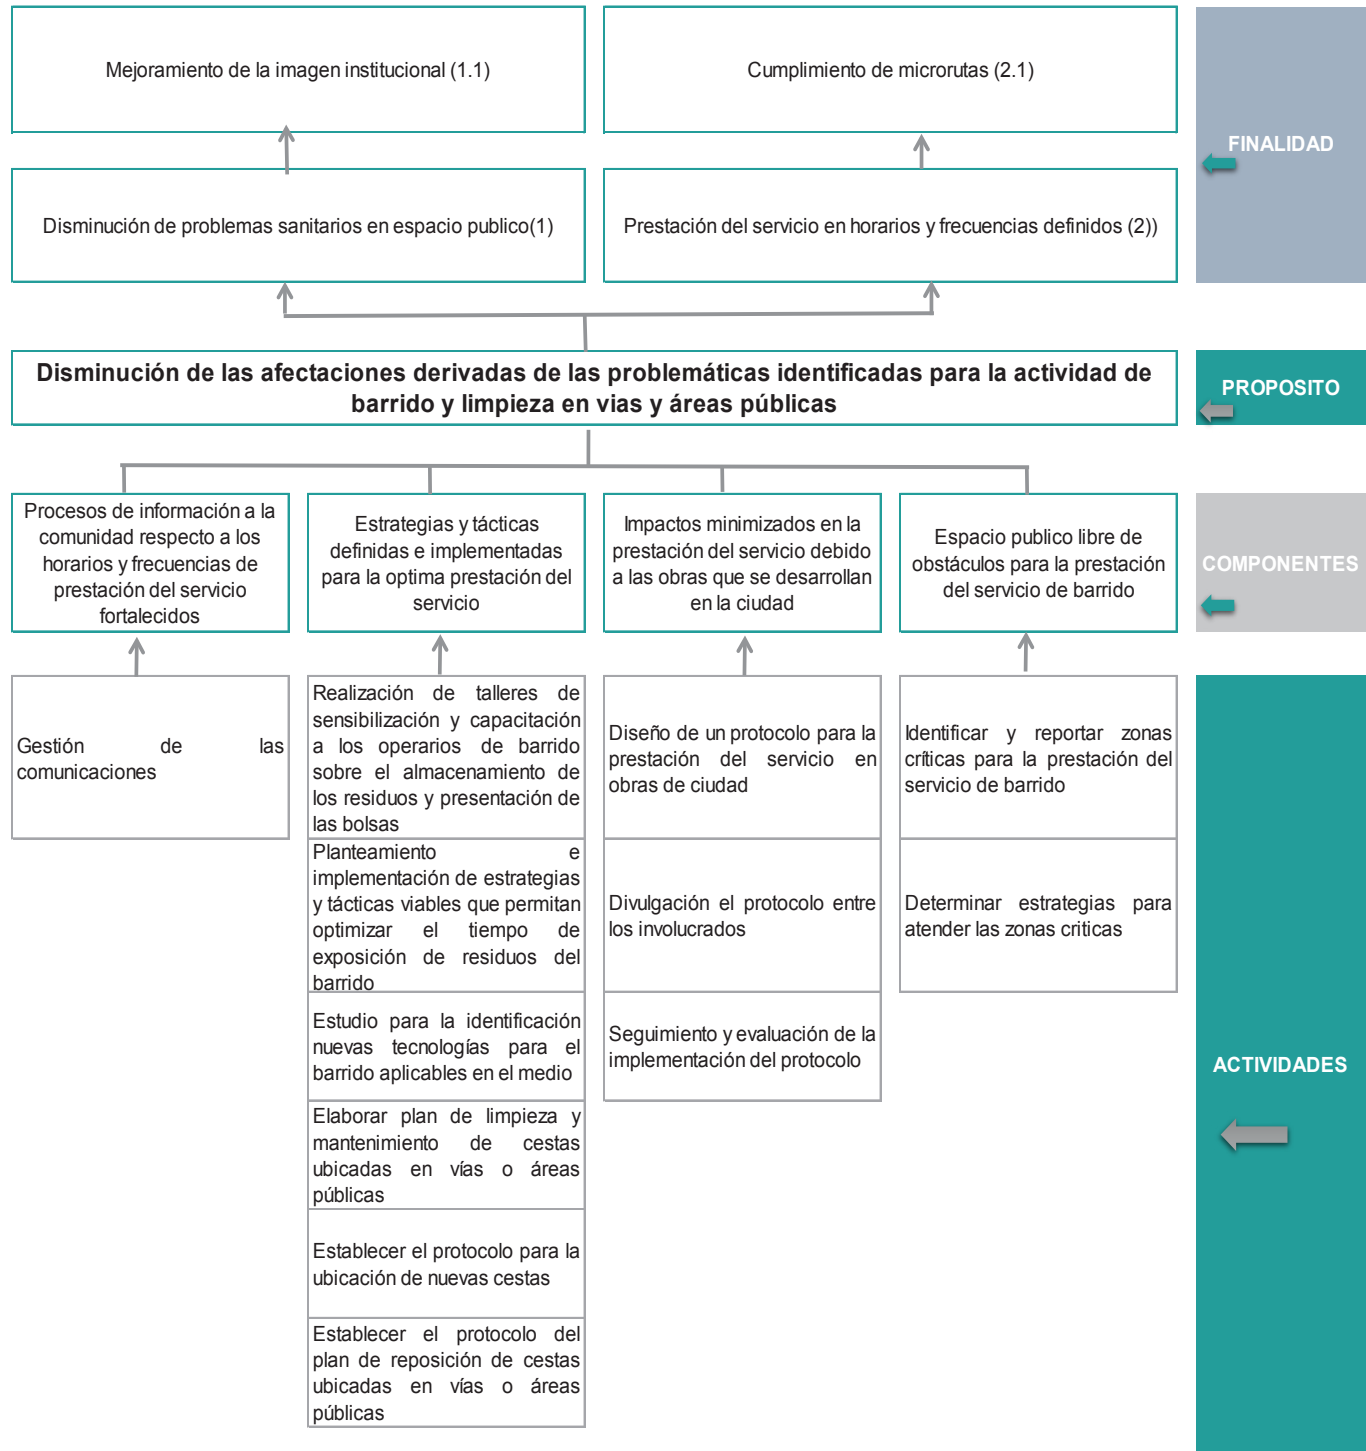 Mejoramiento de la imagen institucional (1.1)
Cumplimiento de microrutas (2.1)
FINALIDAD
Disminución de problemas sanitarios en espacio publico(1)
Prestación del servicio en horarios y frecuencias definidos (2))
Disminución de las afectaciones derivadas de las problemáticas identificadas para la actividad de
barrido y limpieza en vias y áreas públicas
PROPOSITO
Procesos de información a la
comunidad respecto a los
horarios y frecuencias de
prestación del servicio
fortalecidos
Estrategias y tácticas
definidas e implementadas
para la optima prestación del
servicio
Impactos minimizados en la
prestación del servicio debido
a las obras que se desarrollan
en la ciudad
Espacio publico libre de
obstáculos para la prestación
del servicio de barrido
COMPONENTES
Gestión de las
comunicaciones
Realización de talleres de
sensibilización y capacitación
a los operarios de barrido
sobre el almacenamiento de
los residuos y presentación de
las bolsas
Planteamiento e
implementación de estrategias
y tácticas viables que permitan
optimizar el tiempo de
exposición de residuos del
barrido
Estudio para la identificación
nuevas tecnologías para el
barrido aplicables en el medio
Elaborar plan de limpieza y
mantenimiento de cestas
ubicadas en vías o áreas
públicas
Establecer el protocolo para la
ubicación de nuevas cestas
Establecer el protocolo del
plan de reposición de cestas
ubicadas en vías o áreas
públicas
Diseño de un protocolo para la
prestación del servicio en
obras de ciudad
Divulgación el protocolo entre
los involucrados
Seguimiento y evaluación de la
implementación del protocolo
Identificar y reportar zonas
críticas para la prestación del
servicio de barrido
Determinar estrategias para
atender las zonas criticas
ACTIVIDADES